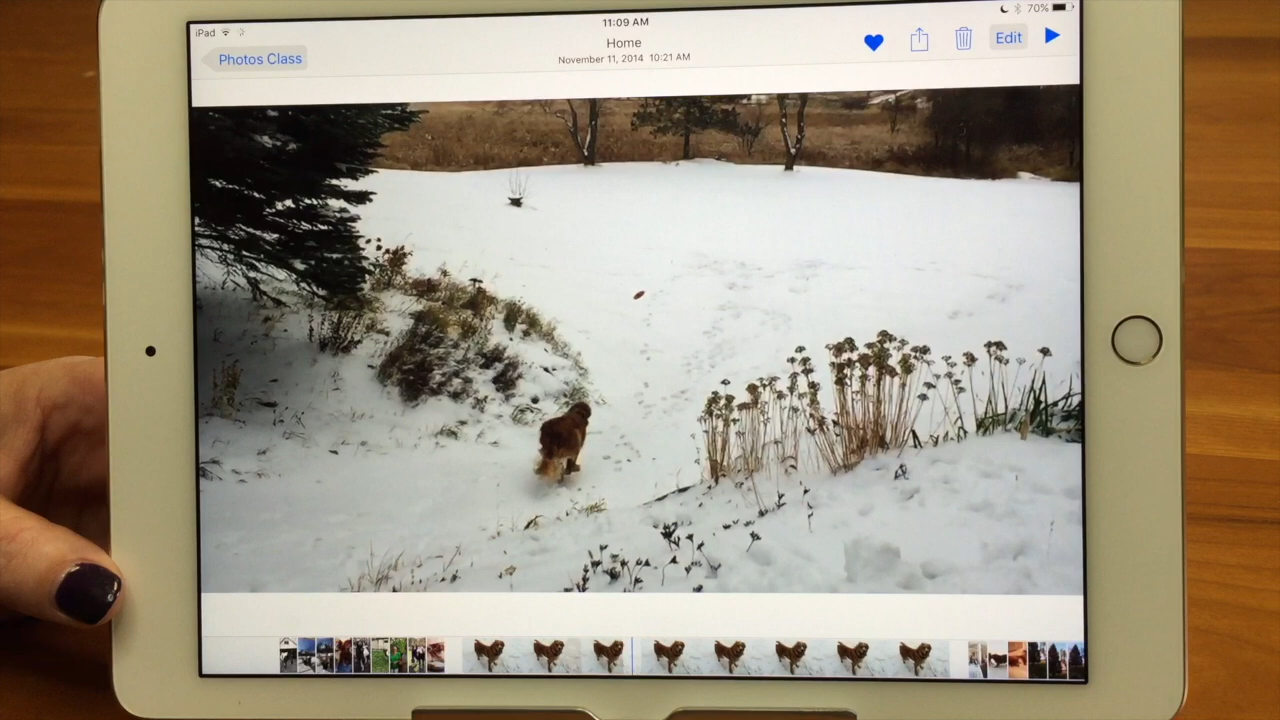 iPad
11:09 AM
70%
Photos Class
Home
November 11, 2014 10:21 AM
Edit